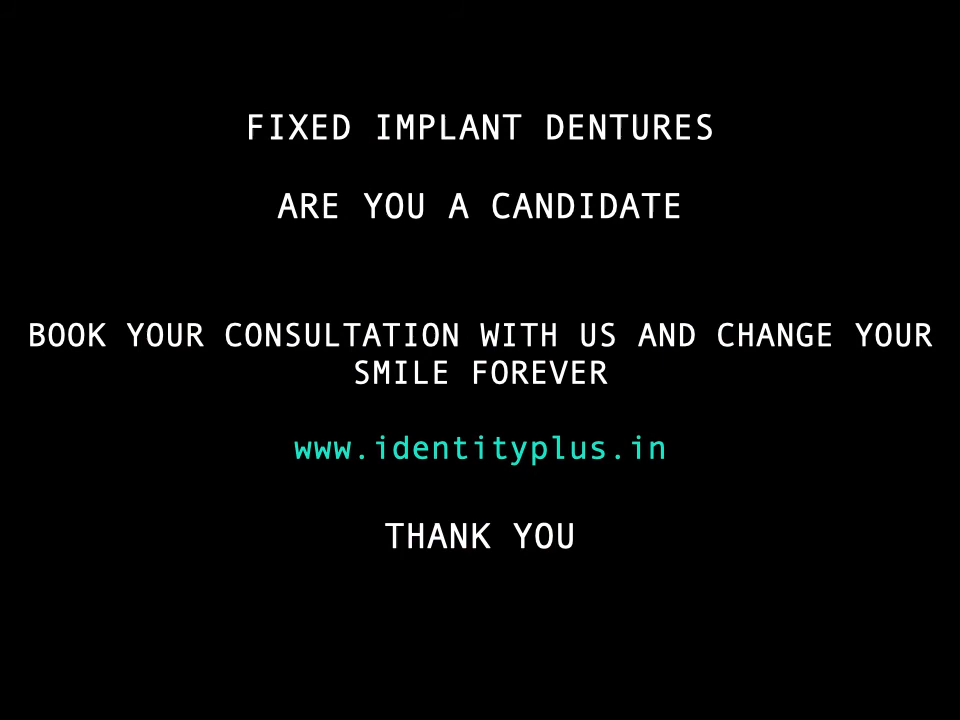 FIXED IMPLANT DENTURES
ARE YOU A CANDIDATE
BOOK YOUR CONSULTATION WITH US AND CHANGE YOUR
SMILE FOREVER
www.identityplus.in
THANK YOU